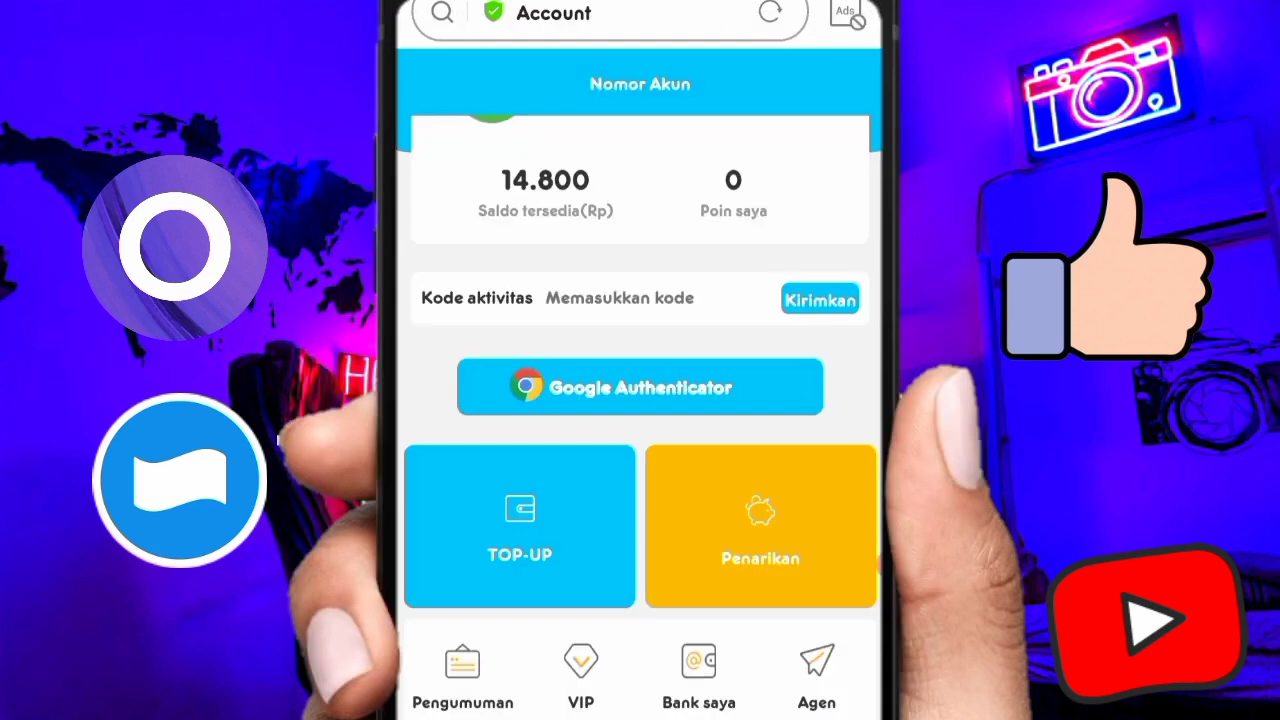 Account
Ads
Nomor Akun
14.800
0
Saldo tersedia(Rp)
Poin saya
Kode aktivitas
Memasukkan kode
Kirimkan
Google Authenticator
TOP-UP
Penarikan
Pengumuman
VIP
Bank saya
Agen